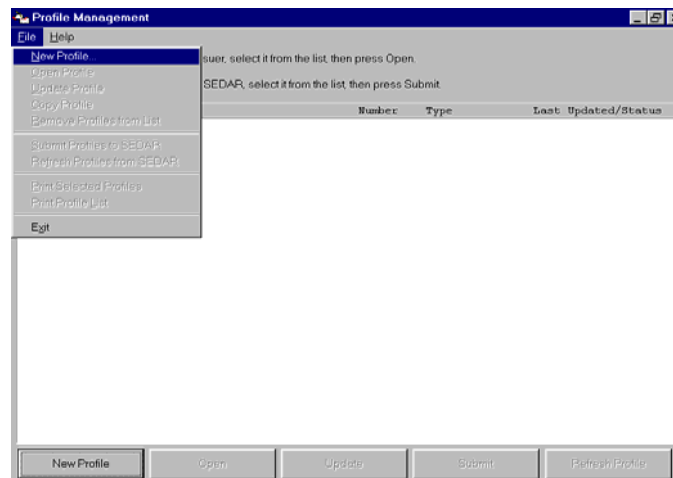 Profile Management
File Help
New Profile...
suer, select it from the list, then press Open.
Open Profile
Update Profile
SEDAR, select it from the list, then press Submit.
Copy Profile
Remove Profiles from List
Number Type Last Updated/Status
Submit Profiles to SEDAR
Refresh Profiles from SEDAR
Print Selected Profiles
Print Profile List
Exit
New Profile Open Update Submit Refresh Profile